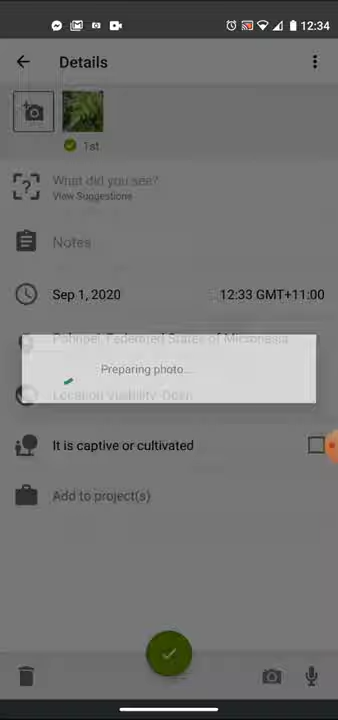 12:34
Details
1st
What did you see?
View Suggestions
Notes
Sep 1, 2020 12:33 GMT+11:00
Pohnpei, Federated States of Micronesia
Preparing photo...
Location Visibility: Open
It is captive or cultivated
Add to project(s)